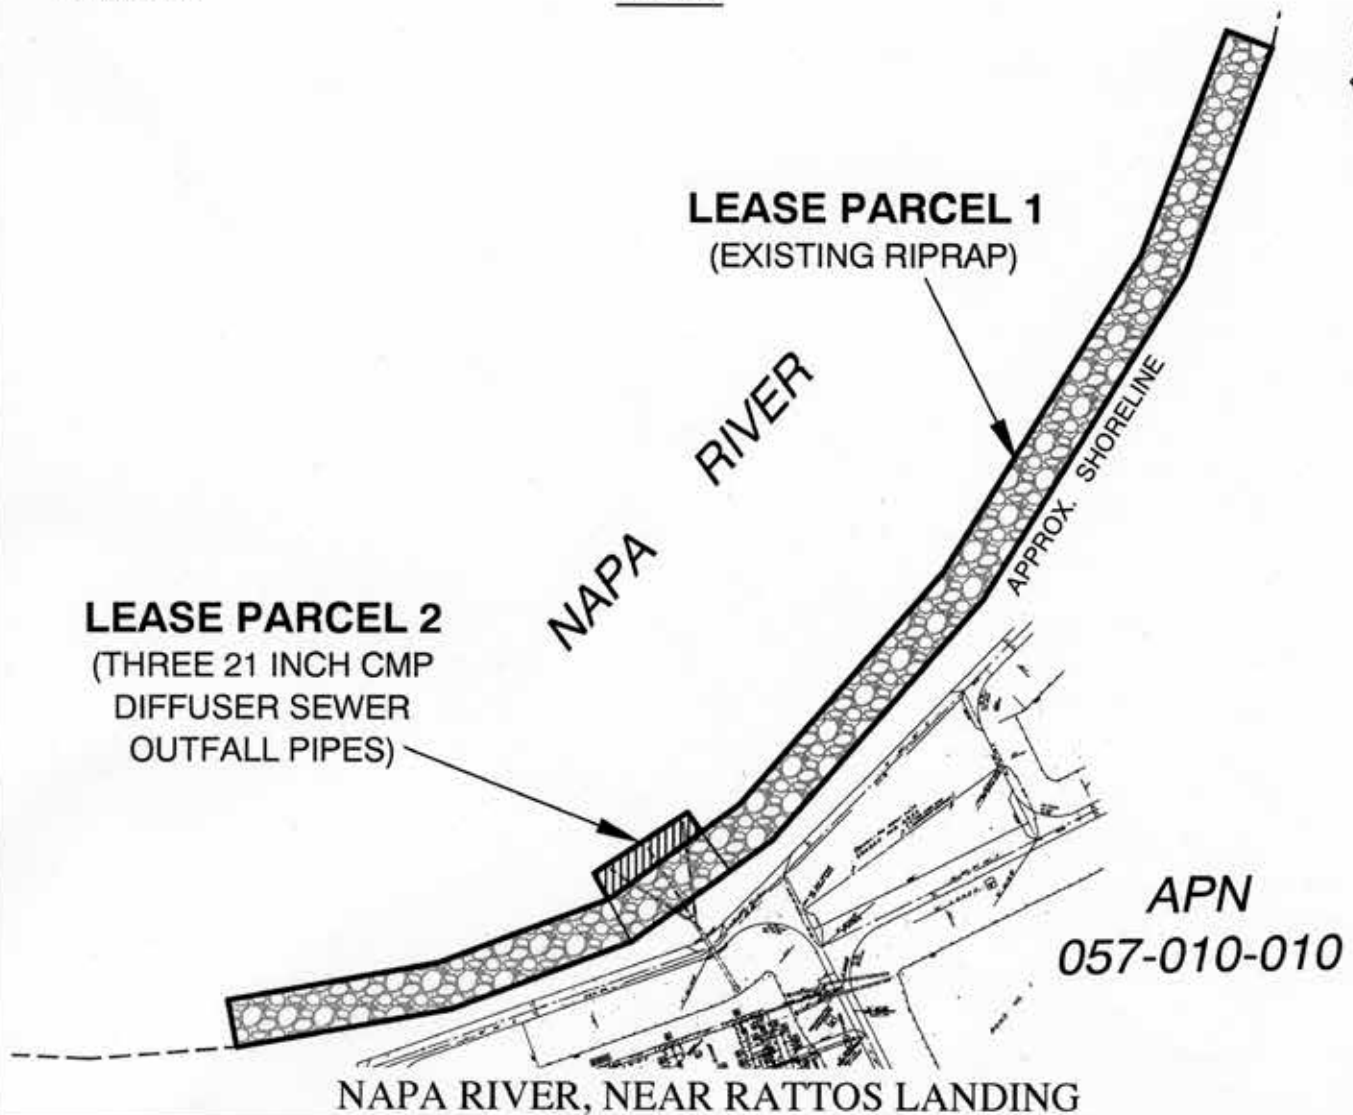 LEASE PARCEL 1
(EXISTING RIPRAP)
NAPA RIVER
APPROX. SHORELINE
LEASE PARCEL 2
(THREE 21 INCH CMP
DIFFUSER SEWER
OUTFALL PIPES)
APN
057-010-010
NAPA RIVER, NEAR RATTOS LANDING